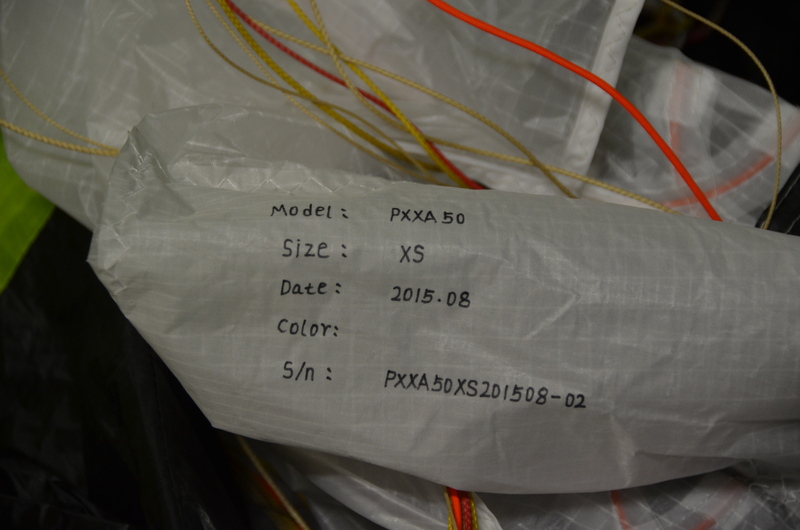 Model: PXXA50
Size: XS
Date: 2015.08
Color:
S/n: PXXA50XS201508-02